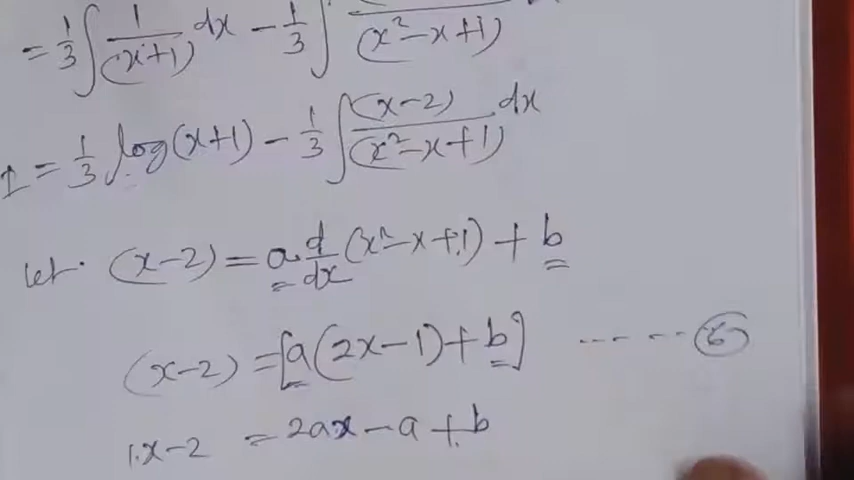 = 1/3 ∫ 1/(x+1) dx - 1/3 ∫ /(x²-x+1)
I = 1/3 log(x+1) - 1/3 ∫ (x-2)/(x²-x+1) dx
let. (x-2) = a d/dx (x²-x+1) + b
(x-2) = [a(2x-1)+b] ------
1.x-2 = 2ax-a+b